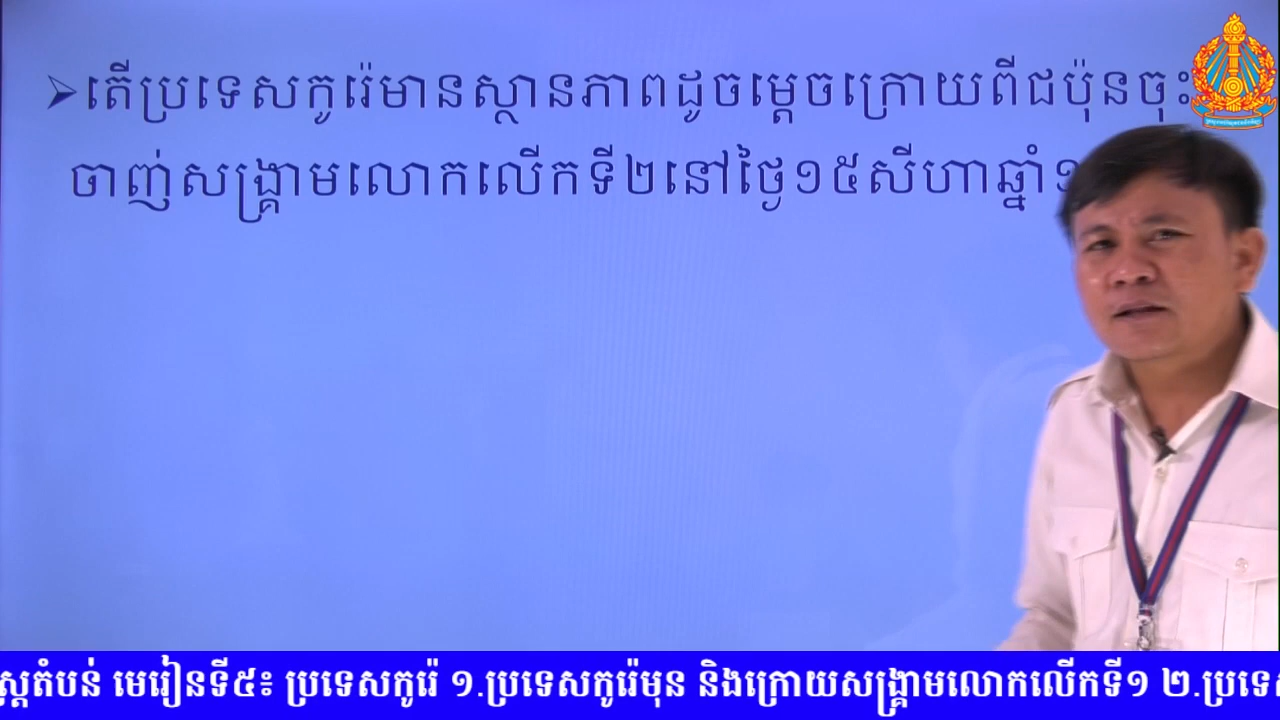 ➢តើប្រទេសកូរ៉េមានស្ថានភាពដូចម្តេចក្រោយពីជប៉ុនចុះ
ចាញ់សង្គ្រាមលោកលើកទី២នៅថ្ងៃ១៥សីហាឆ្នាំ១
ស្ត្រតំបន់ មេរៀនទី៥៖ ប្រទេសកូរ៉េ ១.ប្រទេសកូរ៉េមុន និងក្រោយសង្គ្រាមលោកលើកទី១ ២.ប្រទេស